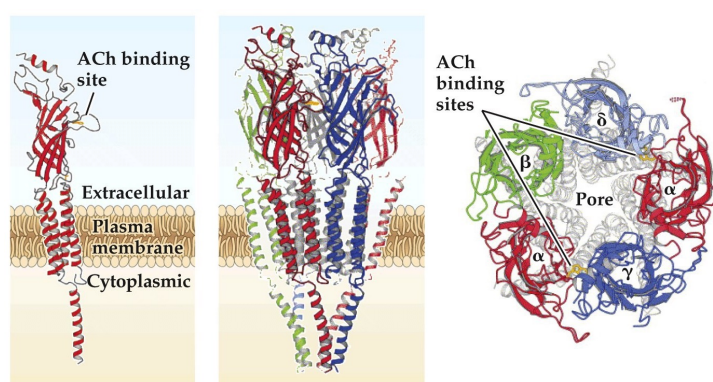 ACh binding
site
Extracellular
Plasma
membrane
Cytoplasmic
ACh
binding
sites
δ
β
α
Pore
α
γ